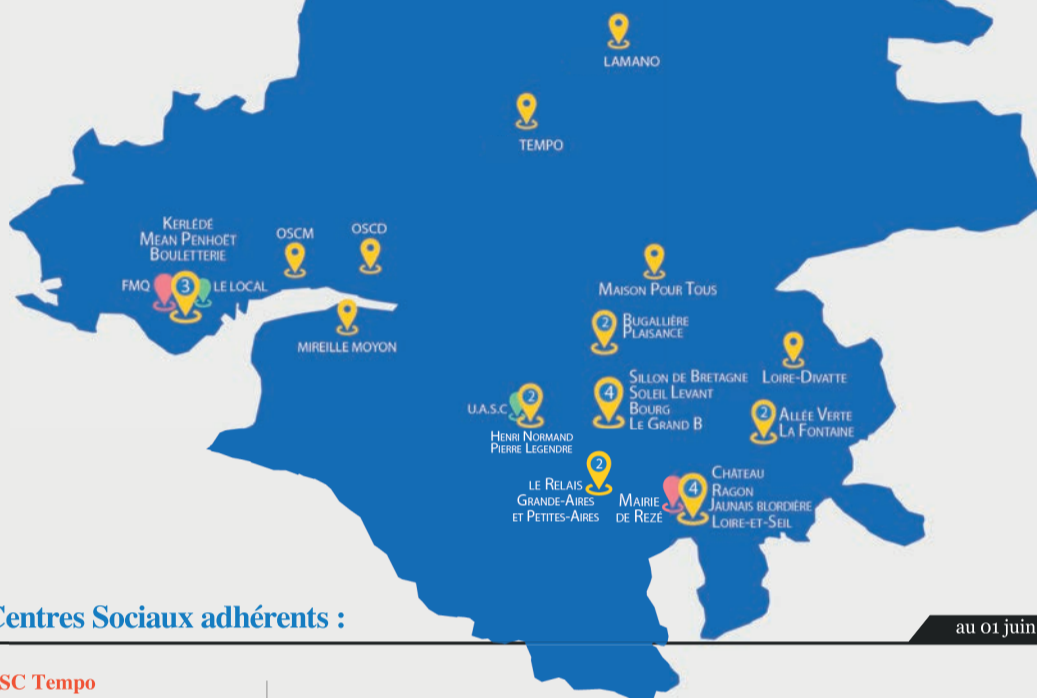 LAMANO
TEMPO
KERLÉDÉ
MEAN PENHOËT
BOULETTERIE
FMQ
3
LE LOCAL
OSCM
OSCD
MIREILLE MOYON
MAISON POUR TOUS
2
BUGALLIÈRE
PLAISANCE
LOIRE-DIVATTE
4
SILLON DE BRETAGNE
SOLEIL LEVANT
BOURG
LE GRAND B
2
ALLÉE VERTE
LA FONTAINE
U.A.S.C
2
HENRI NORMAND
PIERRE LEGENDRE
2
LE RELAIS
GRANDE-AIRES
ET PETITES-AIRES
MAIRIE
DE REZÉ
4
CHÂTEAU
RAGON
JAUNAIS BLORDIÈRE
LOIRE-ET-SEIL
Centres Sociaux adhérents :
au 01 juin
SC Tempo